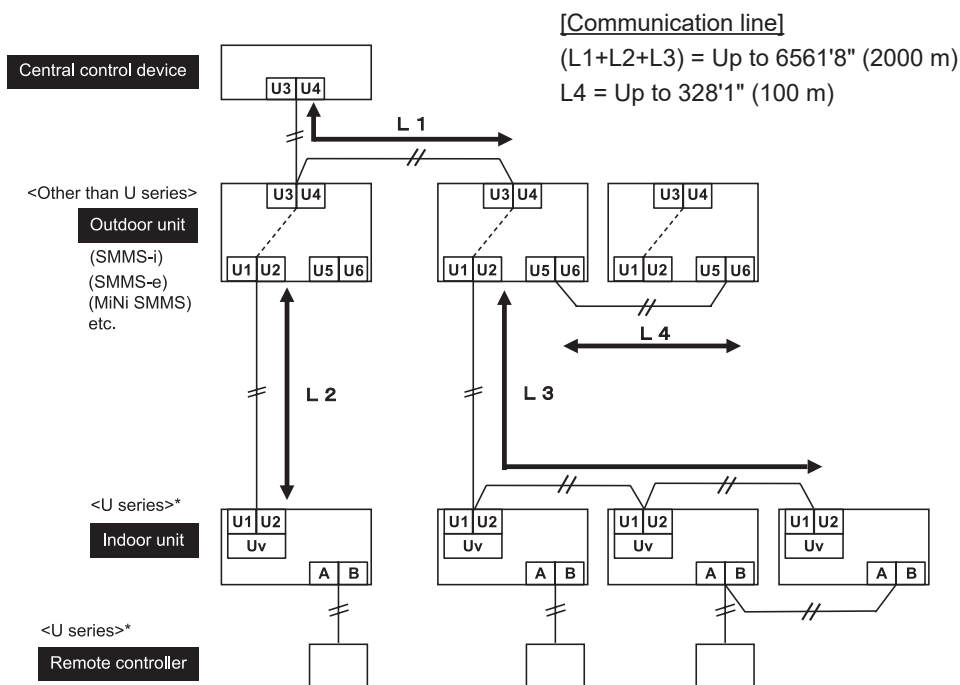 [Communication line]
(L1+L2+L3) = Up to 6561'8" (2000 m)
L4 = Up to 328'1" (100 m)
Central control device
U3 U4
L 1
<Other than U series>
Outdoor unit
(SMMS-i)
(SMMS-e)
(MiNi SMMS)
etc.
U3 U4
U3 U4
U3 U4
U1 U2
U5 U6
U1 U2
U5 U6
U1 U2
U5 U6
L 4
L 2
L 3
<U series>*
Indoor unit
U1 U2
Uv
A B
U1 U2
Uv
A B
U1 U2
Uv
A B
U1 U2
Uv
A B
<U series>*
Remote controller